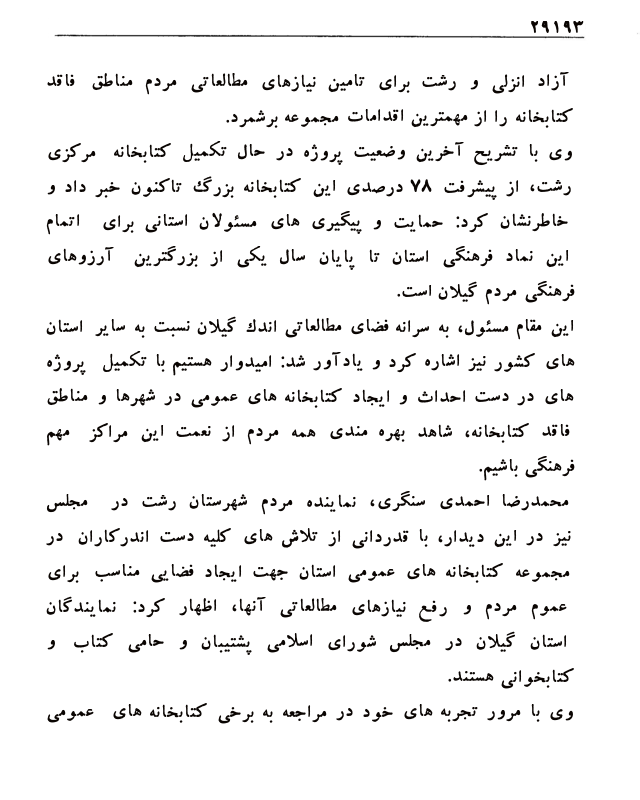 ۲۹۱۹۳
آزاد انزلی و رشت برای تامین نیازهای مطالعاتی مردم مناطق فاقد
کتابخانه را از مهمترین اقدامات مجموعه برشمرد.
وی با تشریح آخرین وضعیت پروژه در حال تکمیل کتابخانه مرکزی
رشت، از پیشرفت ۷۸ درصدی این کتابخانه بزرگ تاکنون خبر داد و
خاطرنشان کرد: حمایت و پیگیری های مسئولان استانی برای اتمام
این نماد فرهنگی استان تا پایان سال یکی از بزرگترین آرزوهای
فرهنگی مردم گیلان است.
این مقام مسئول، به سرانه فضای مطالعاتی اندک گیلان نسبت به سایر استان
های کشور نیز اشاره کرد و یادآور شد: امیدوار هستیم با تکمیل پروژه
های در دست احداث و ایجاد کتابخانه های عمومی در شهرها و مناطق
فاقد کتابخانه، شاهد بهره مندی همه مردم از نعمت این مراکز مهم
فرهنگی باشیم.
محمدرضا احمدی سنگری، نماینده مردم شهرستان رشت در مجلس
نیز در این دیدار، با قدردانی از تلاش های کلیه دست اندرکاران در
مجموعه کتابخانه های عمومی استان جهت ایجاد فضایی مناسب برای
عموم مردم و رفع نیازهای مطالعاتی آنها، اظهار کرد: نمایندگان
استان گیلان در مجلس شورای اسلامی پشتیبان و حامی کتاب و
کتابخوانی هستند.
وی با مرور تجربه های خود در مراجعه به برخی کتابخانه های عمومی